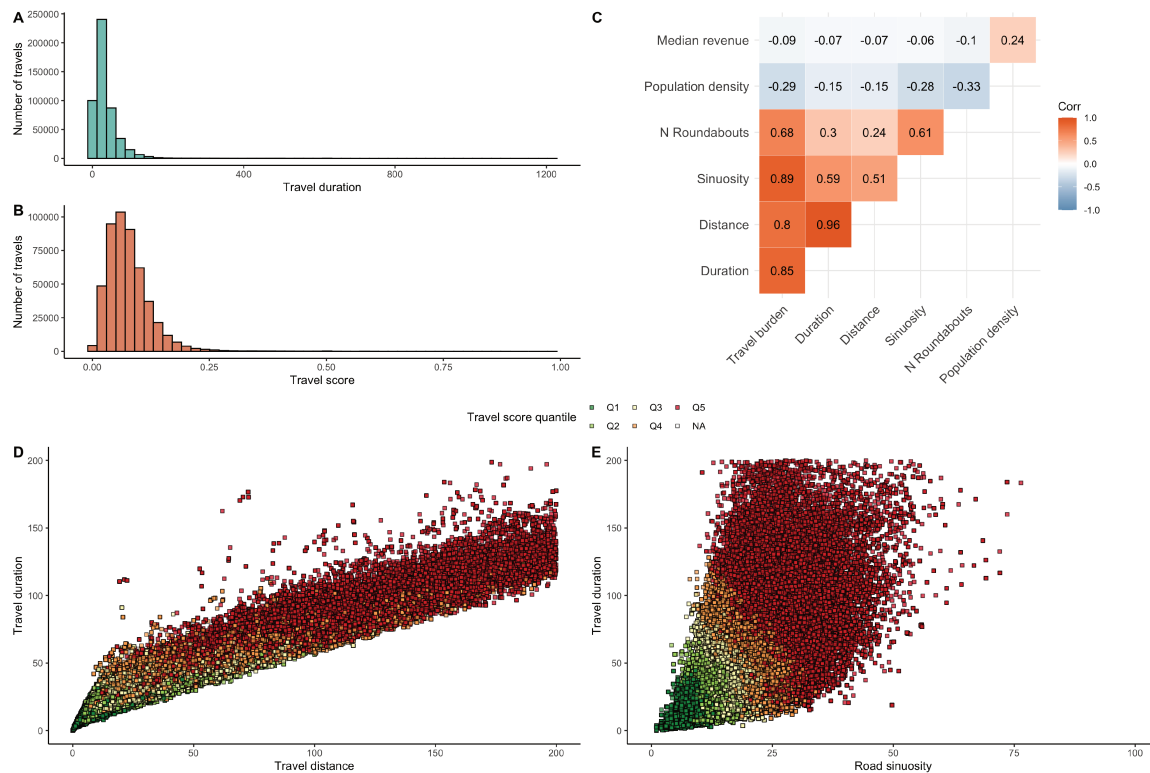 A
250000
200000
150000
100000
50000
0
Number of travels
0 400 800 1200
Travel duration
B
100000
75000
50000
25000
0
Number of travels
0.00 0.25 0.50 0.75 1.00
Travel score
C
Median revenue -0.09 -0.07 -0.07 -0.06 -0.1 0.24
Population density -0.29 -0.15 -0.15 -0.28 -0.33
N Roundabouts 0.68 0.3 0.24 0.61
Sinuosity 0.89 0.59 0.51
Distance 0.8 0.96
Duration 0.85
Travel burden
Duration
Distance
Sinuosity
N Roundabouts
Population density
Corr
1.0
0.5
0.0
-0.5
-1.0
Travel score quantile
Q1 Q3 Q5
Q2 Q4 NA
D
200
150
100
50
0
Travel duration
0 50 100 150 200
Travel distance
E
200
150
100
50
0
Travel duration
0 25 50 75 100
Road sinuosity